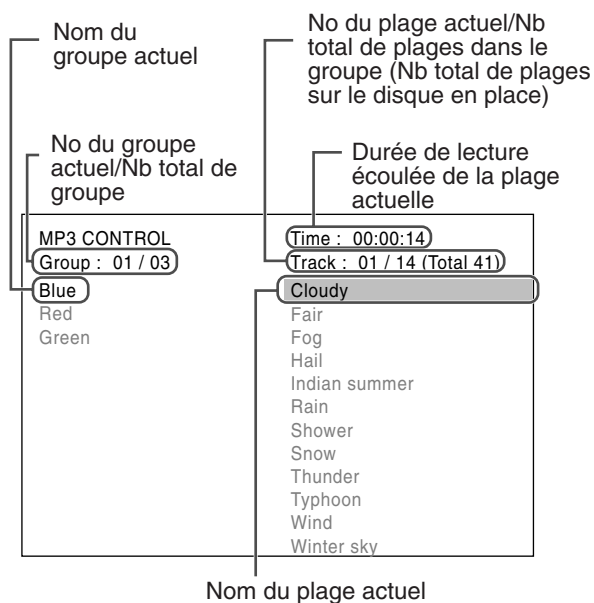 Nom du
groupe actuel
No du plage actuel/Nb
total de plages dans le
groupe (Nb total de plages
sur le disque en place)
No du groupe
actuel/Nb total de
groupe
Durée de lecture
écoulée de la plage
actuelle
MP3 CONTROL
Group : 01 / 03
Blue
Red
Green
Time : 00:00:14
Track : 01 / 14 (Total 41)
Cloudy
Fair
Fog
Hail
Indian summer
Rain
Shower
Snow
Thunder
Typhoon
Wind
Winter sky
Nom du plage actuel